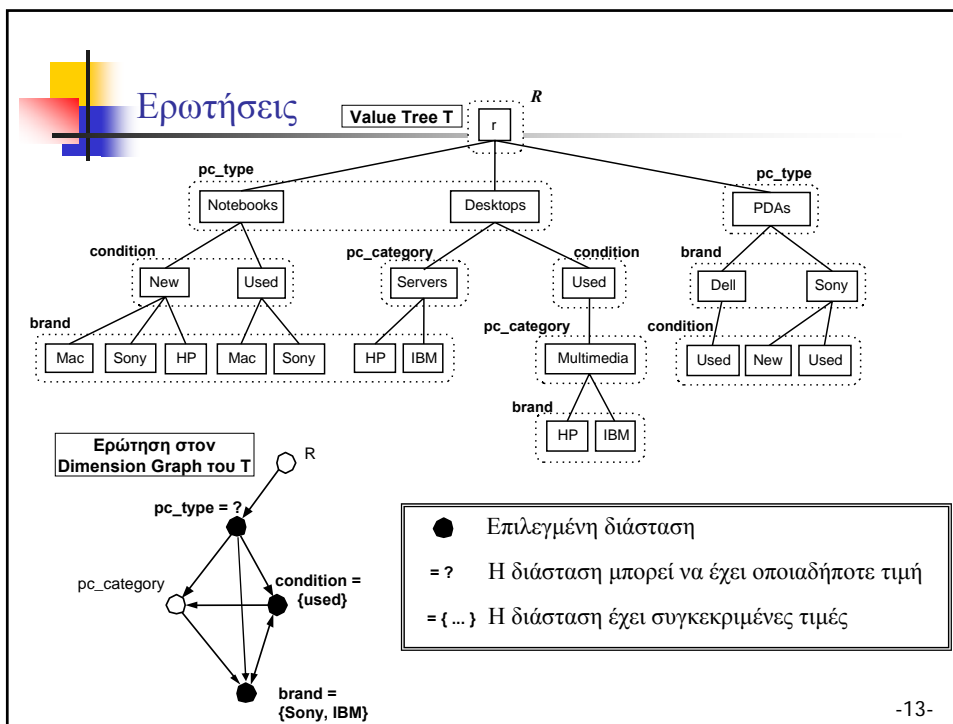 Ερωτήσεις
Value Tree T
R
r
pc_type
pc_type
Notebooks
Desktops
PDAs
condition
pc_category
condition
brand
New
Used
Servers
Used
Dell
Sony
brand
pc_category
condition
Mac
Sony
HP
Mac
Sony
HP
IBM
Multimedia
Used
New
Used
brand
HP
IBM
Ερώτηση στον
Dimension Graph του T
R
pc_type = ?
pc_category
condition =
{used}
brand =
{Sony, IBM}
Επιλεγμένη διάσταση
= ? Η διάσταση μπορεί να έχει οποιαδήποτε τιμή
= { ... } Η διάσταση έχει συγκεκριμένες τιμές
-13-